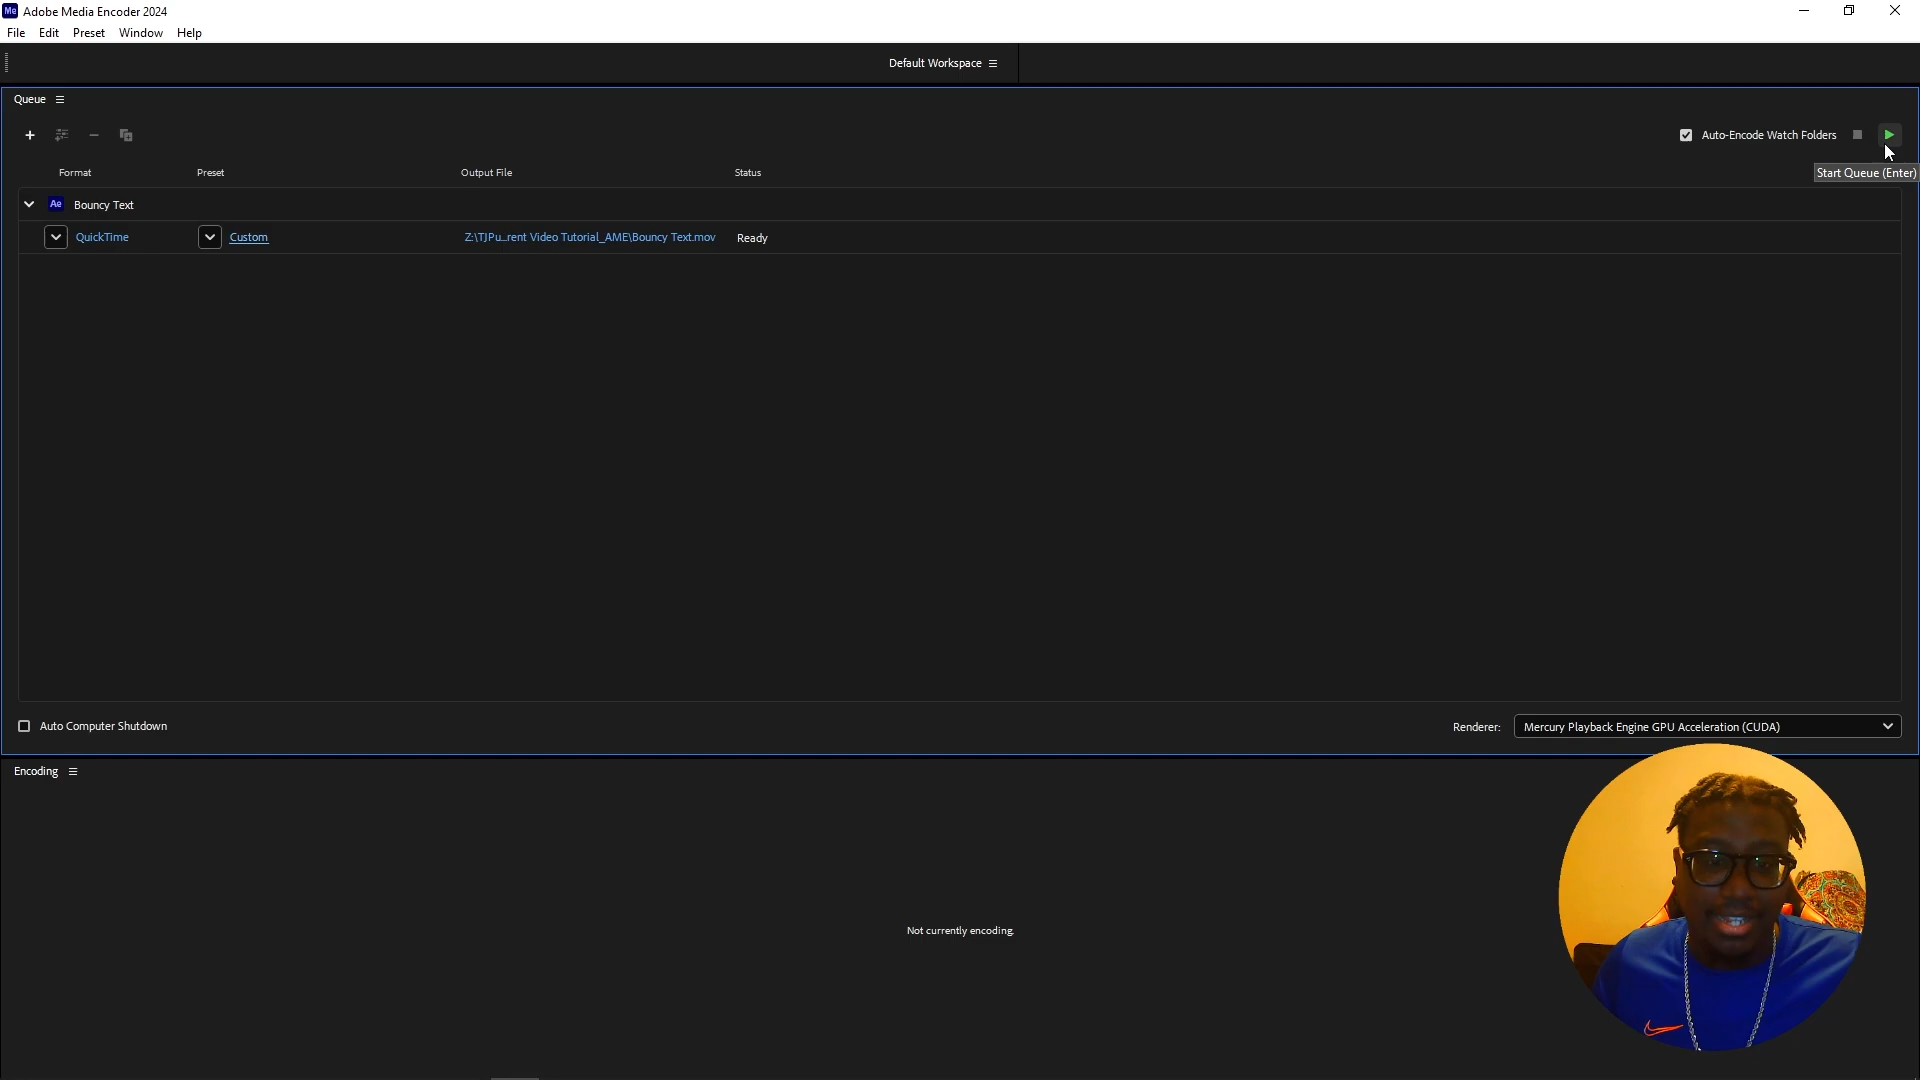 Me Adobe Media Encoder 2024
File Edit Preset Window Help
Default Workspace
Queue
Auto-Encode Watch Folders
Start Queue (Enter)
Format Preset Output File Status
Ae Bouncy Text
QuickTime Custom Z:\TJPu...rent Video Tutorial_AME\Bouncy Text.mov Ready
Auto Computer Shutdown
Renderer: Mercury Playback Engine GPU Acceleration (CUDA)
Encoding
Not currently encoding.